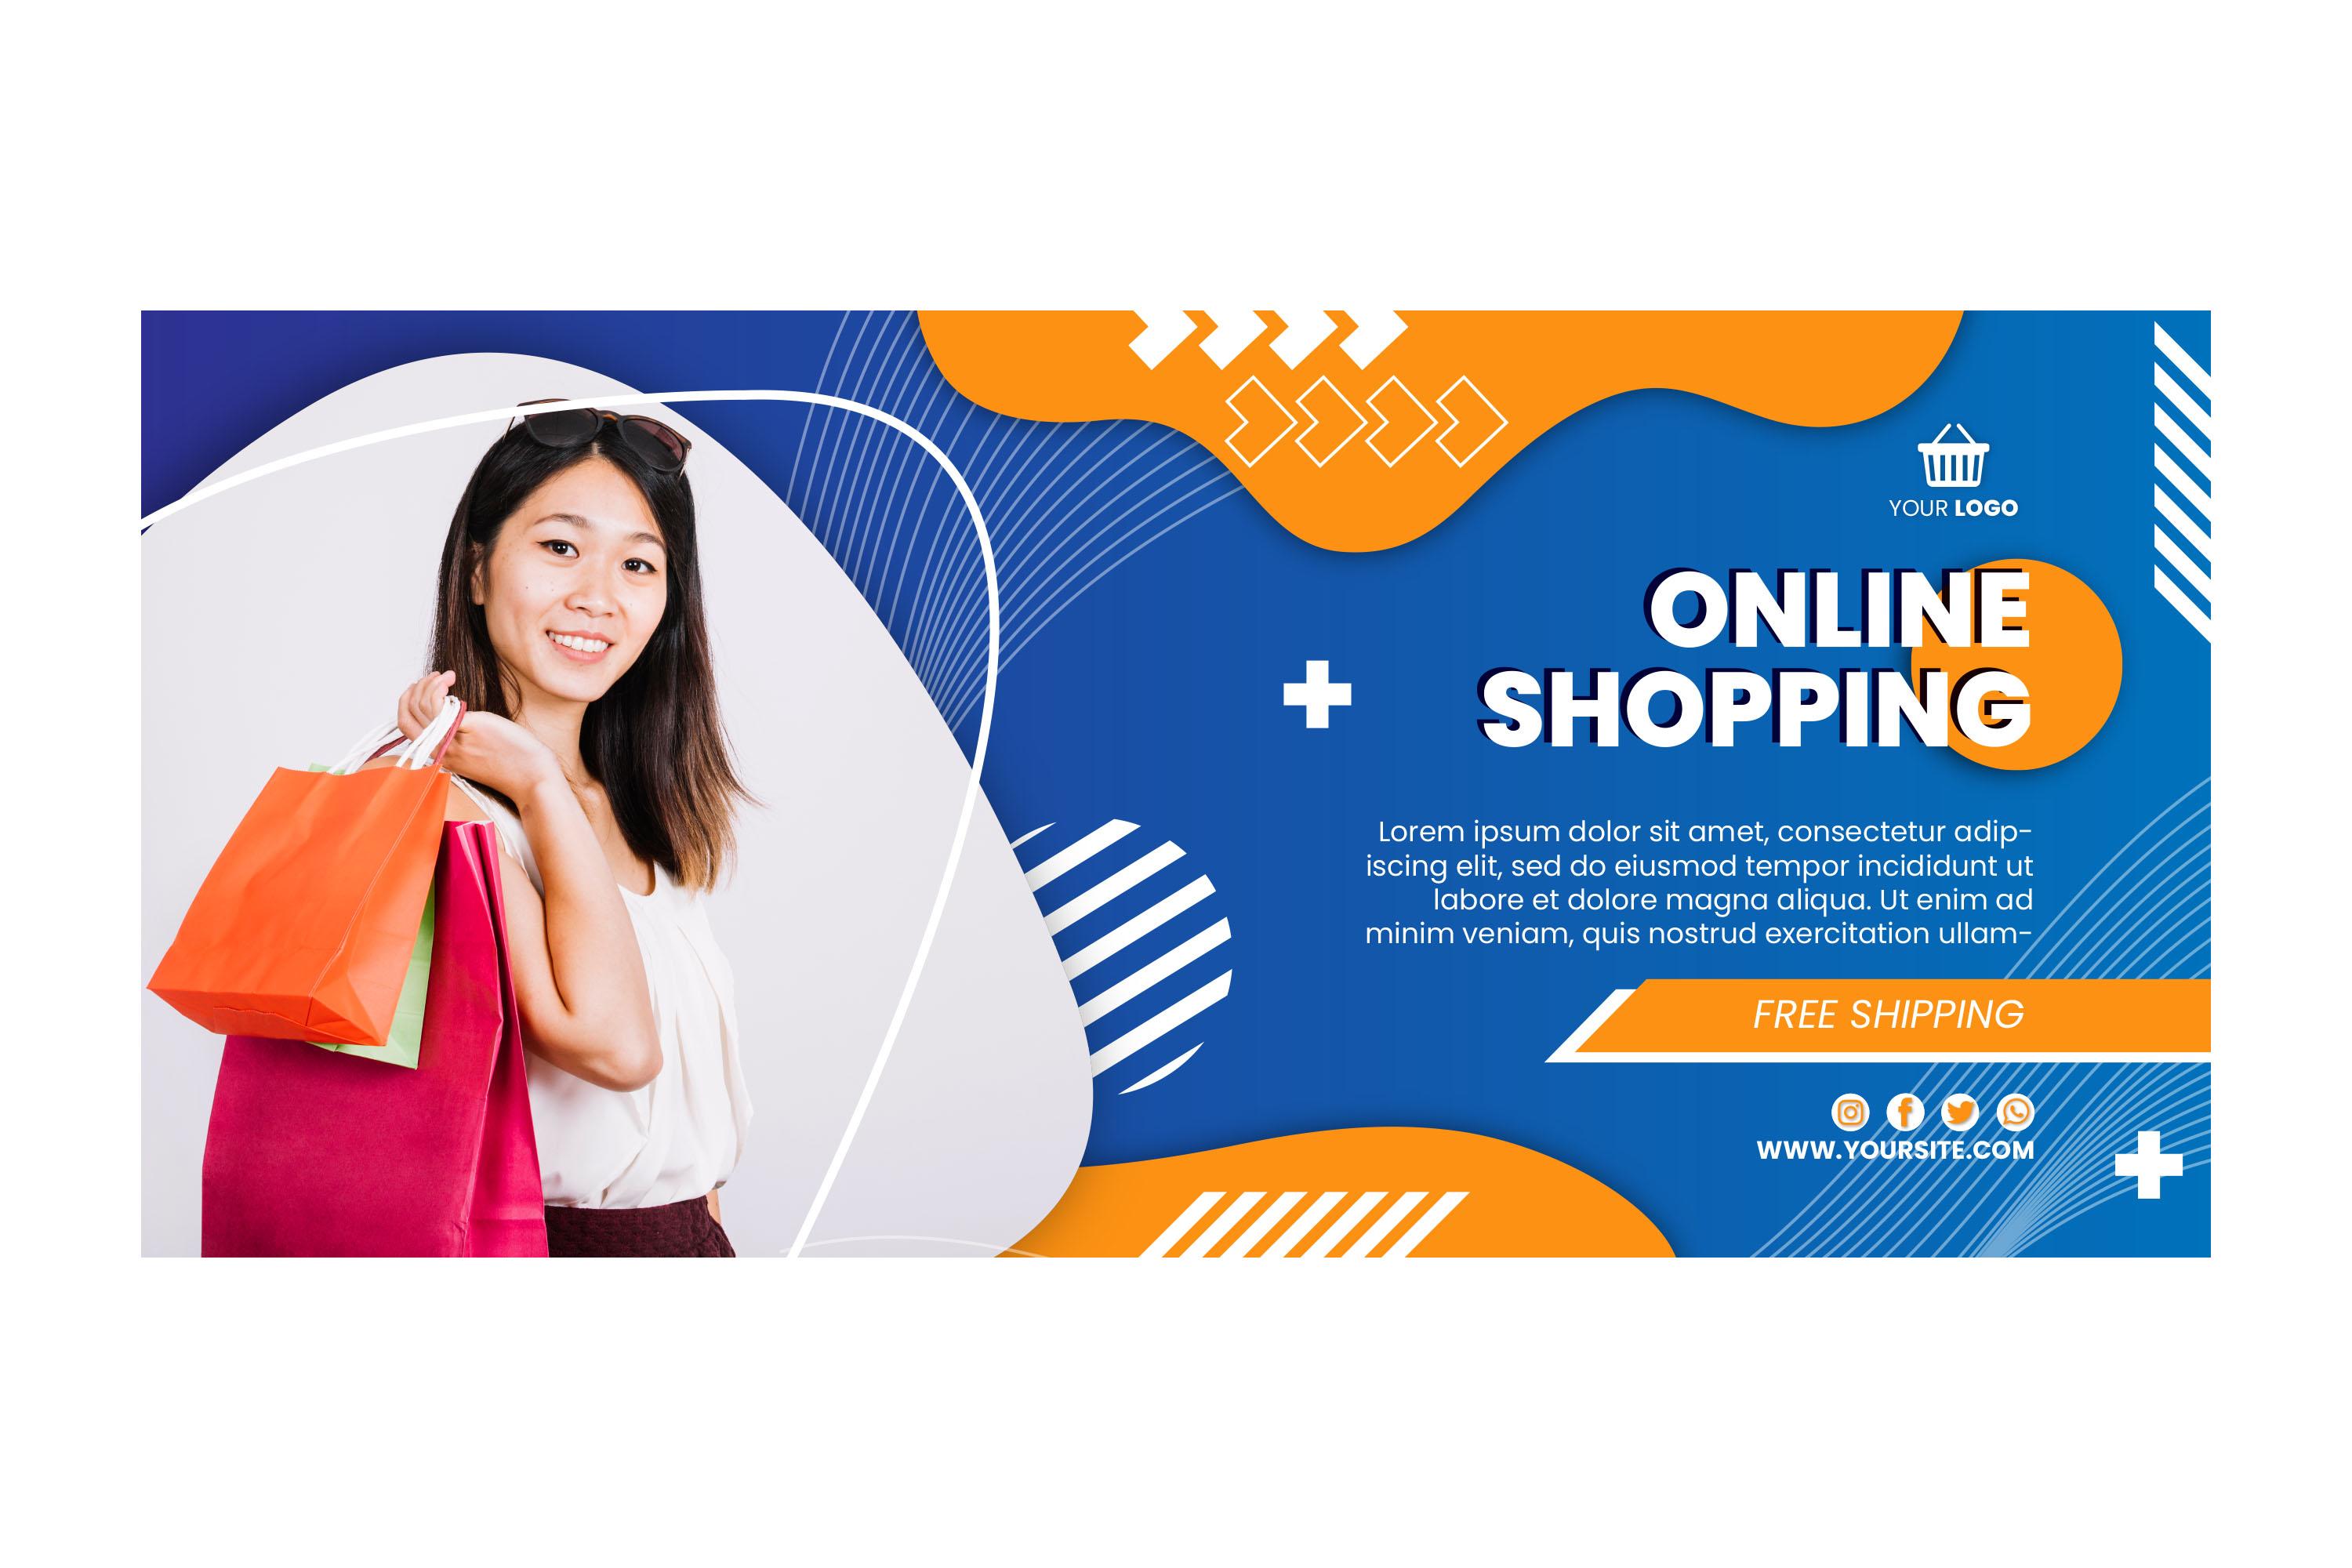 YOUR LOGO
ONLINE
SHOPPING
Lorem ipsum dolor sit amet, consectetur adip-
iscing elit, sed do eiusmod tempor incididunt ut
labore et dolore magna aliqua. Ut enim ad
minim veniam, quis nostrud exercitation ullam-
FREE SHIPPING
WWW.YOURSITE.COM